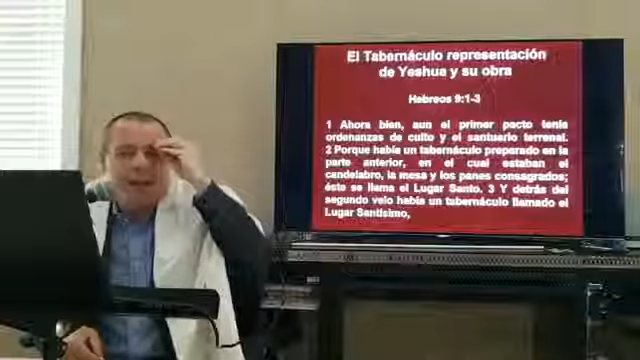 El Tabernáculo representación
de Yeshua y su obra
Hebreos 9:1-3
1 Ahora bien, aun el primer pacto tenía
ordenanzas de culto y el santuario terrenal.
2 Porque había un tabernáculo preparado en la
parte anterior, en el cual estaban el
candelabro, la mesa y los panes consagrados;
éste se llama el Lugar Santo. 3 Y detrás del
segundo velo había un tabernáculo llamado el
Lugar Santísimo,